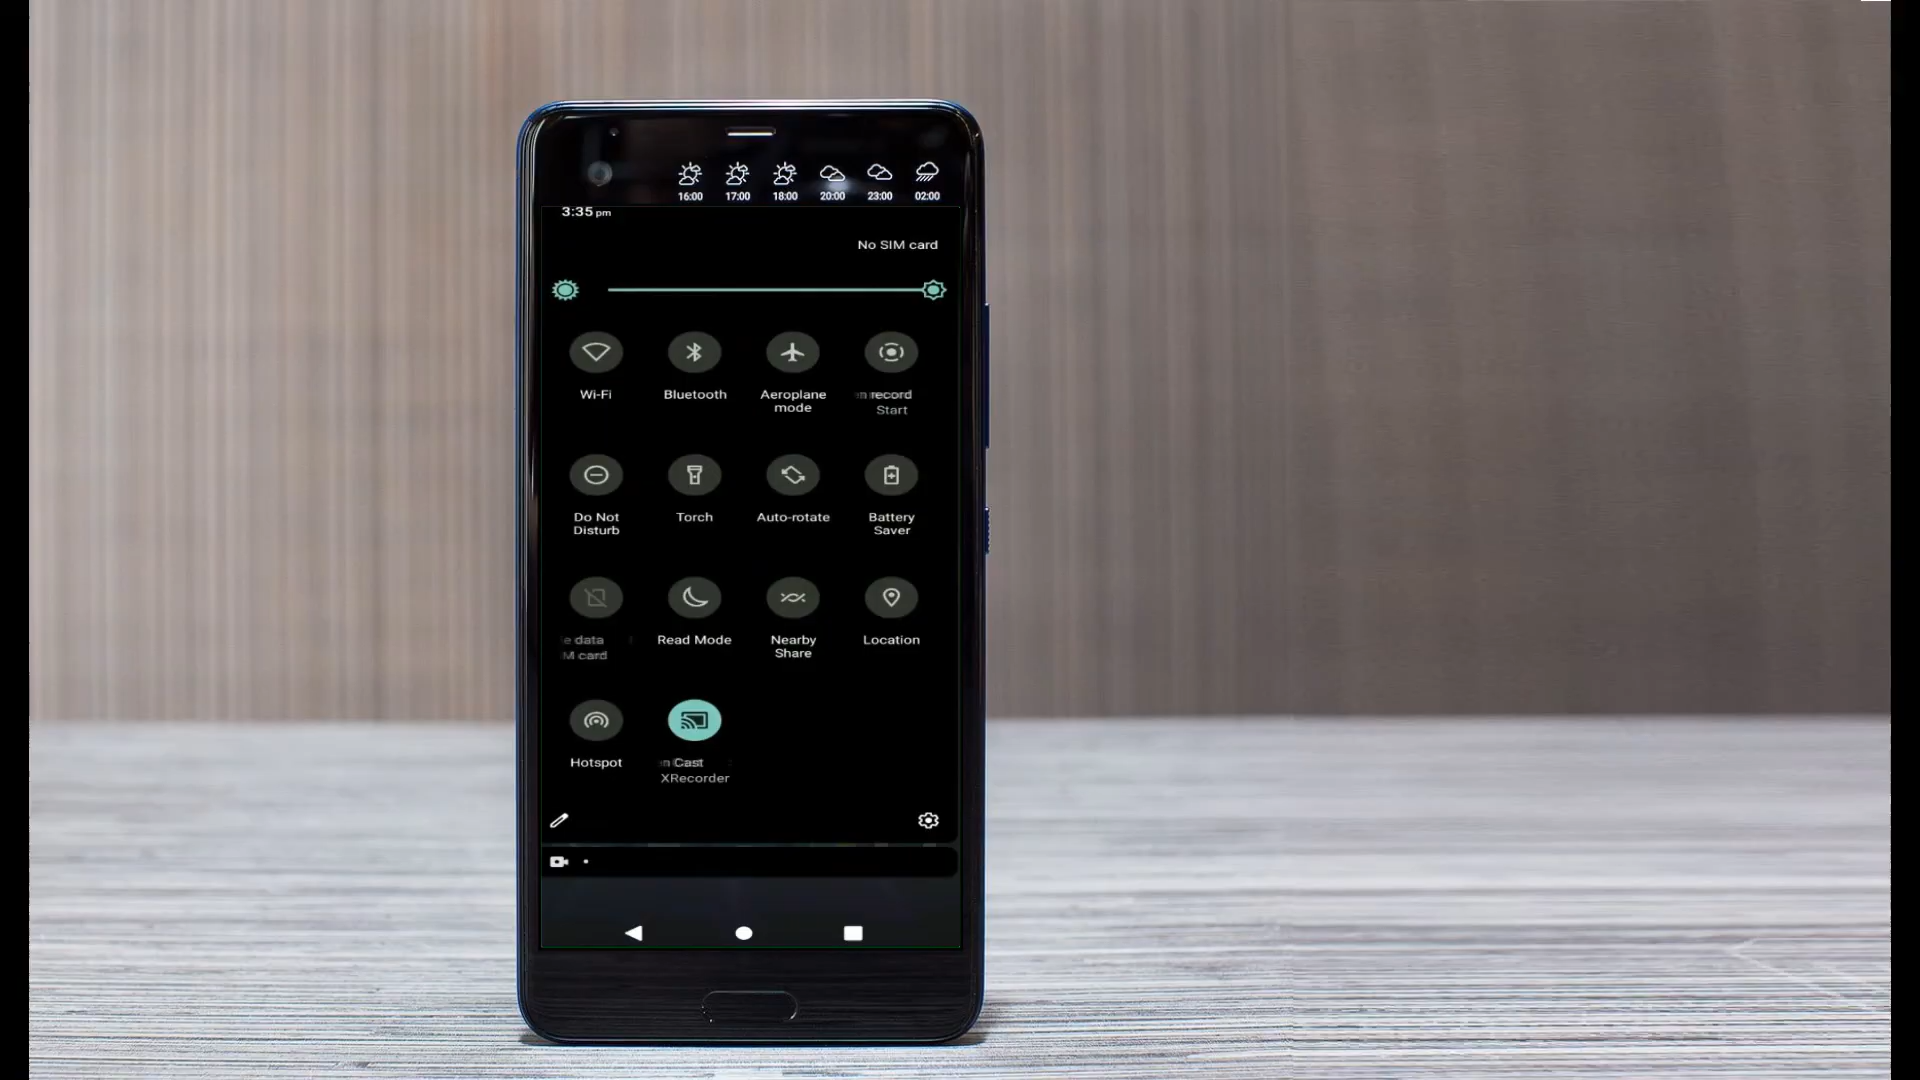 16:00 17:00 18:00 20:00 23:00 02:00
3:35 pm
No SIM card
Wi-Fi Bluetooth Aeroplane mode record
Start
Do Not Disturb Torch Auto-rotate Battery Saver
data Read Mode Nearby Share Location
card
Hotspot Cast
XRecorder